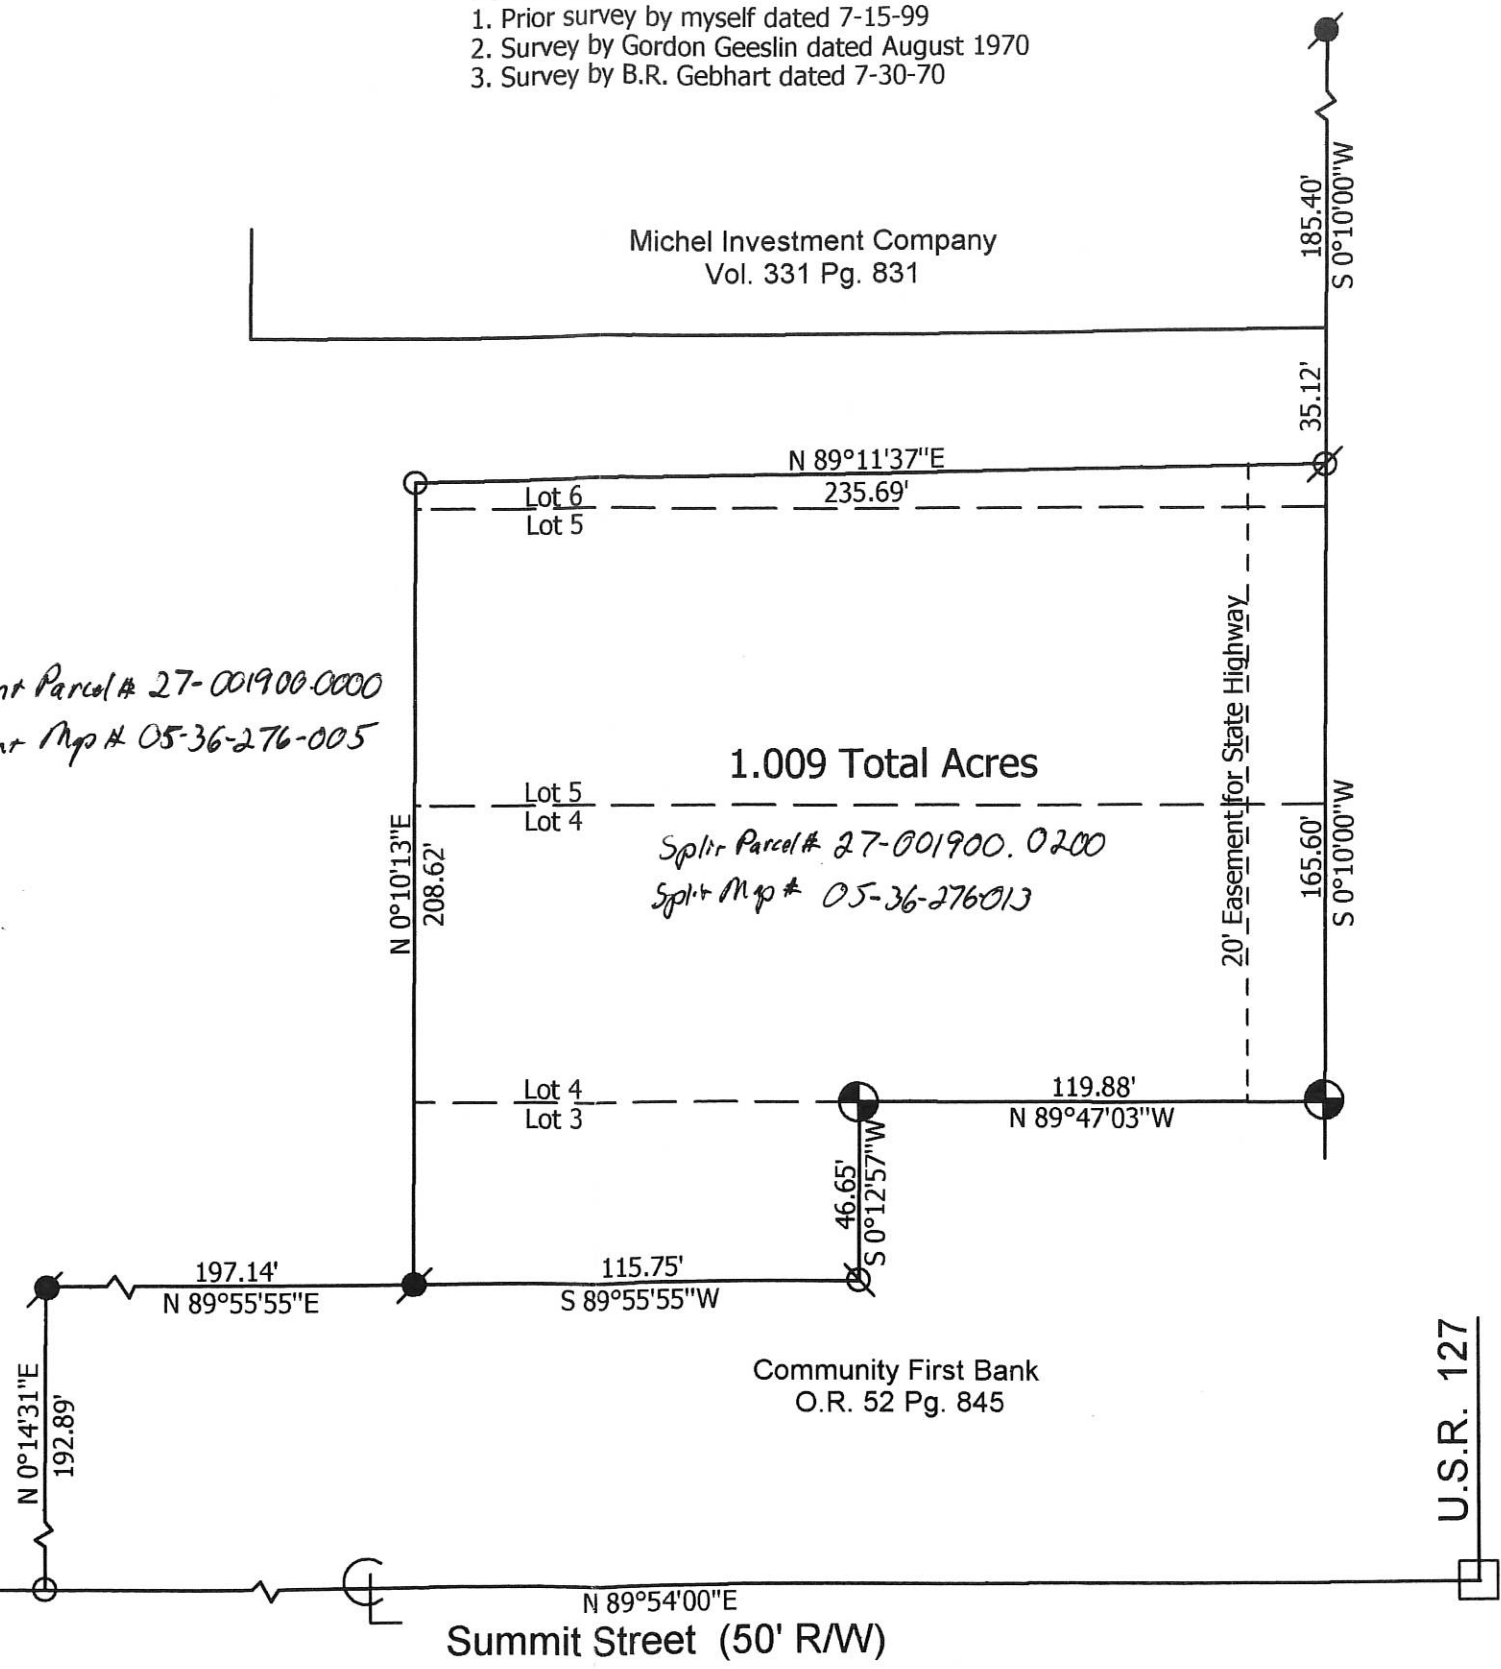 1. Prior survey by myself dated 7-15-99
2. Survey by Gordon Geeslin dated August 1970
3. Survey by B.R. Gebhart dated 7-30-70
185.40'
S 0°10'00"W
Michel Investment Company
Vol. 331 Pg. 831
35.12'
N 89°11'37"E
235.69'
Lot 6
Lot 5
20' Easement for State Highway
Parcel # 27-001900.0000
Map # 05-36-276-005
1.009 Total Acres
Lot 5
Lot 4
Split Parcel # 27-001900.0200
Split Map # 05-36-276013
N 0°10'13"E
208.62'
165.60'
S 0°10'00"W
Lot 4
Lot 3
119.88'
N 89°47'03"W
46.65'
S 0°12'57"W
197.14'
N 89°55'55"E
115.75'
S 89°55'55"W
Community First Bank
O.R. 52 Pg. 845
N 0°14'31"E
192.89'
U.S.R. 127
CL
N 89°54'00"E
Summit Street (50' R/W)